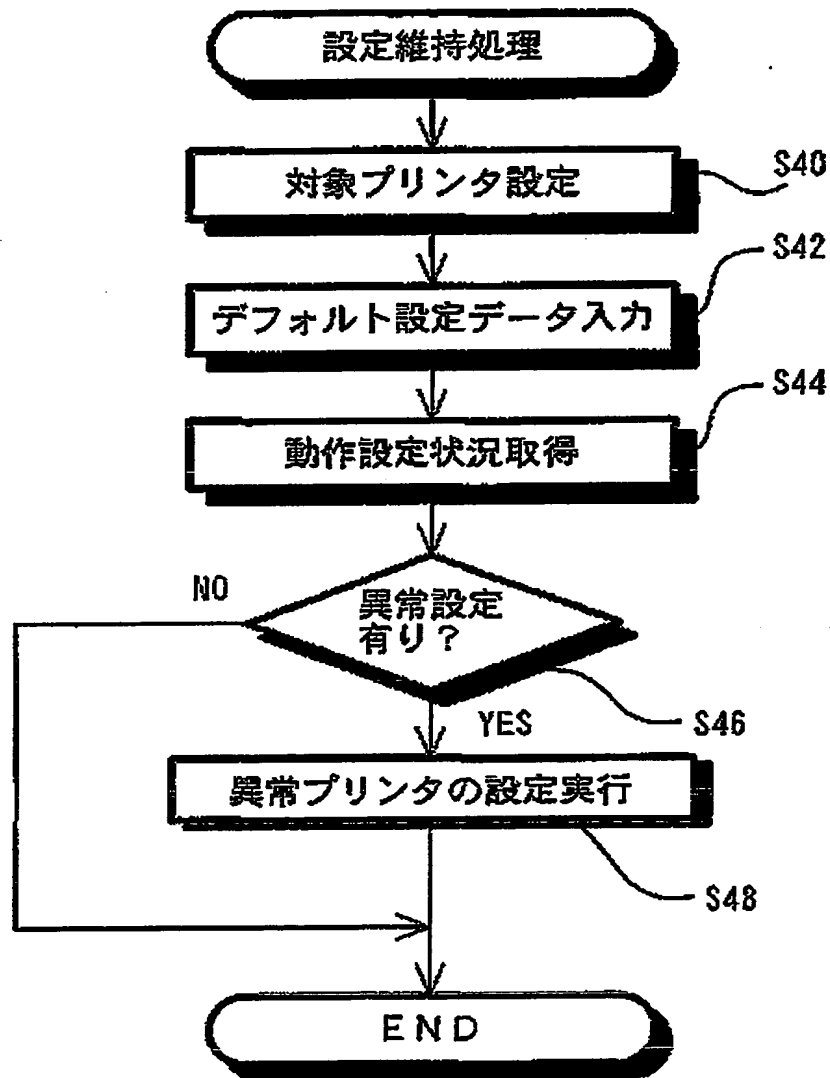 設定維持処理
対象プリンタ設定
S40
デフォルト設定データ入力
S42
動作設定状況取得
S44
異常設定
有り？
NO
YES
S46
異常プリンタの設定実行
S48
END